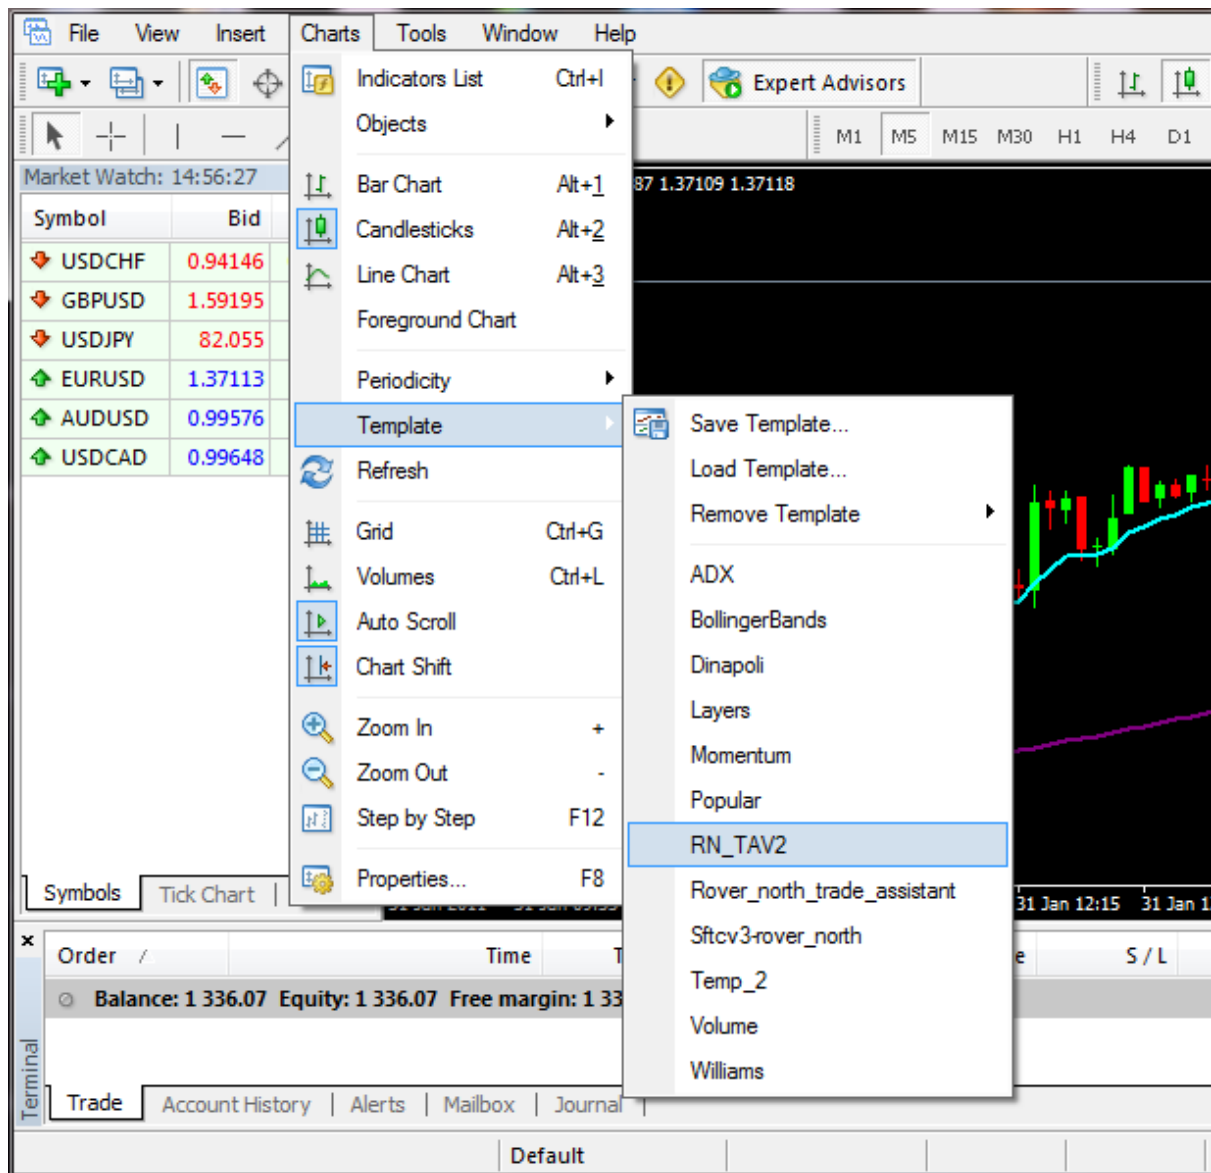 File View Insert Charts Tools Window Help
Expert Advisors
M1 M5 M15 M30 H1 H4 D1
Market Watch: 14:56:27
Symbol Bid
USDCHF 0.94146
GBPUSD 1.59195
USDJPY 82.055
EURUSD 1.37113
AUDUSD 0.99576
USDCAD 0.99648
Symbols Tick Chart
Indicators List Ctrl+I
Objects
Bar Chart Alt+1
Candlesticks Alt+2
Line Chart Alt+3
Foreground Chart
Periodicity
Template
Refresh
Grid Ctrl+G
Volumes Ctrl+L
Auto Scroll
Chart Shift
Zoom In +
Zoom Out -
Step by Step F12
Properties... F8
Save Template...
Load Template...
Remove Template
ADX
BollingerBands
Dinapoli
Layers
Momentum
Popular
RN_TAV2
Rover_north_trade_assistant
Sftcv3-rover_north
Temp_2
Volume
Williams
87 1.37109 1.37118
31 Jan 12:15 31 Jan 1
Order / Time T e S / L
Balance: 1 336.07 Equity: 1 336.07 Free margin: 1 33
Terminal
Trade Account History Alerts Mailbox Journal
Default